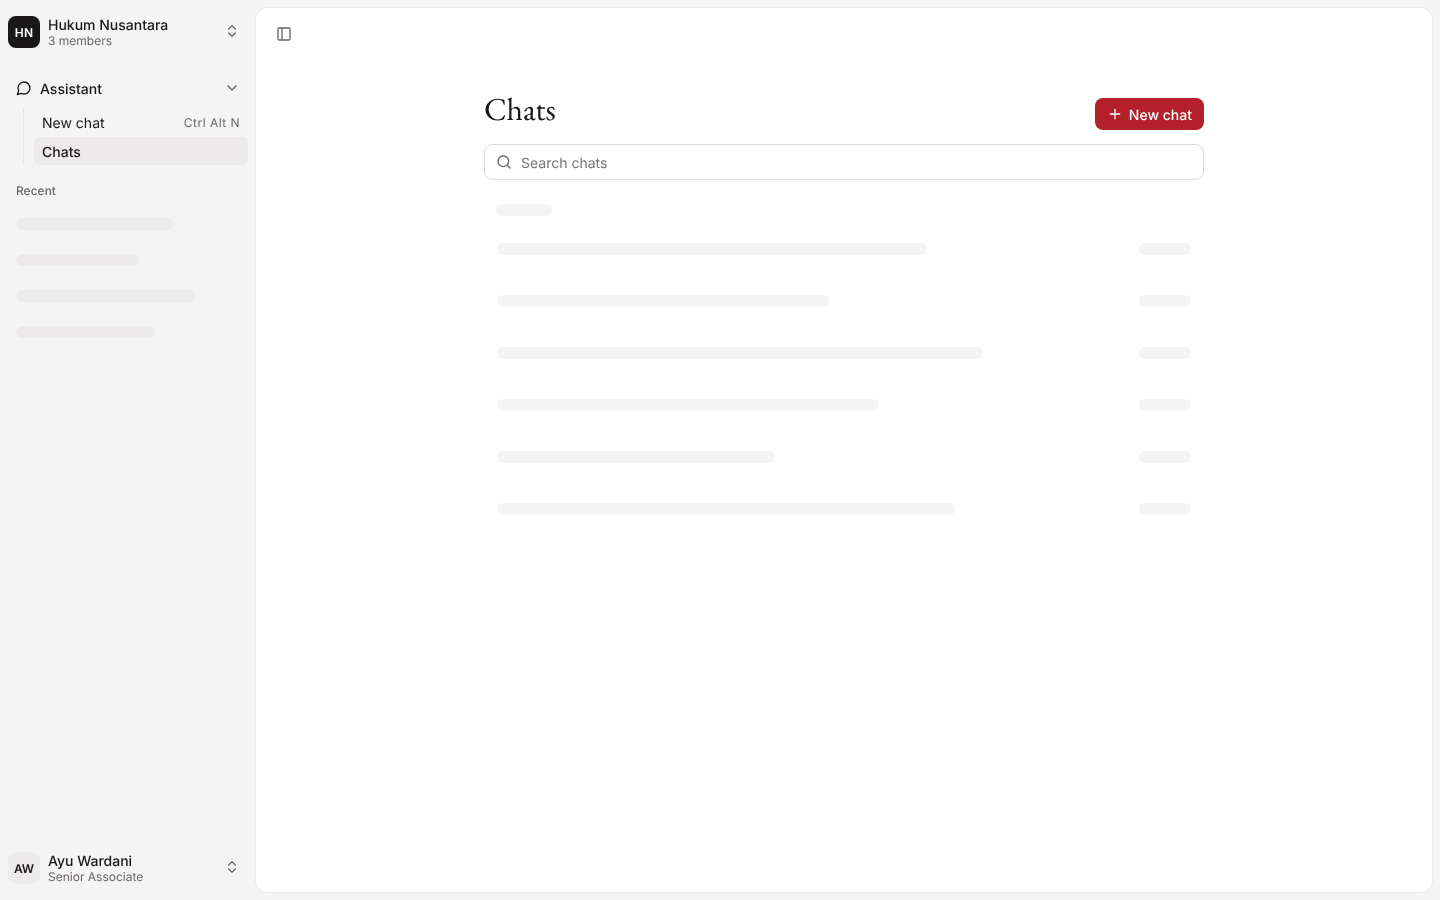 HN
Hukum Nusantara
3 members
Assistant
New chat
Ctrl Alt N
Chats
Recent
AW
Ayu Wardani
Senior Associate
Chats
New chat
Search chats